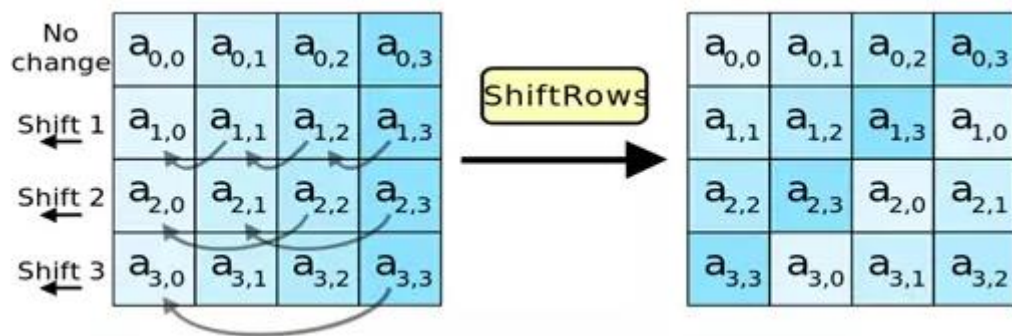 No change a0,0 a0,1 a0,2 a0,3
Shift 1 a1,0 a1,1 a1,2 a1,3
Shift 2 a2,0 a2,1 a2,2 a2,3
Shift 3 a3,0 a3,1 a3,2 a3,3
ShiftRows
a0,0 a0,1 a0,2 a0,3
a1,1 a1,2 a1,3 a1,0
a2,2 a2,3 a2,0 a2,1
a3,3 a3,0 a3,1 a3,2